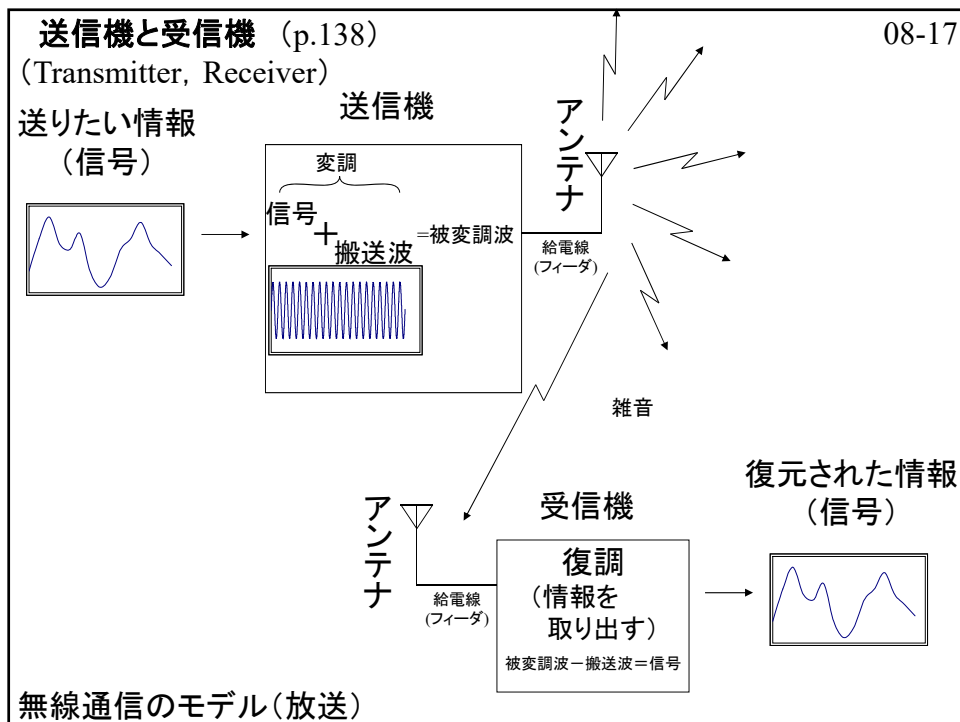 送信機と受信機 （p.138）
08-17
（Transmitter，Receiver）
送信機
送りたい情報
（信号）
変調
信号
＋
搬送波
=被変調波
アンテナ
給電線
(フィーダ)
雑音
アンテナ
給電線
(フィーダ)
受信機
復調
（情報を
取り出す）
被変調波－搬送波＝信号
復元された情報
（信号）
無線通信のモデル（放送）